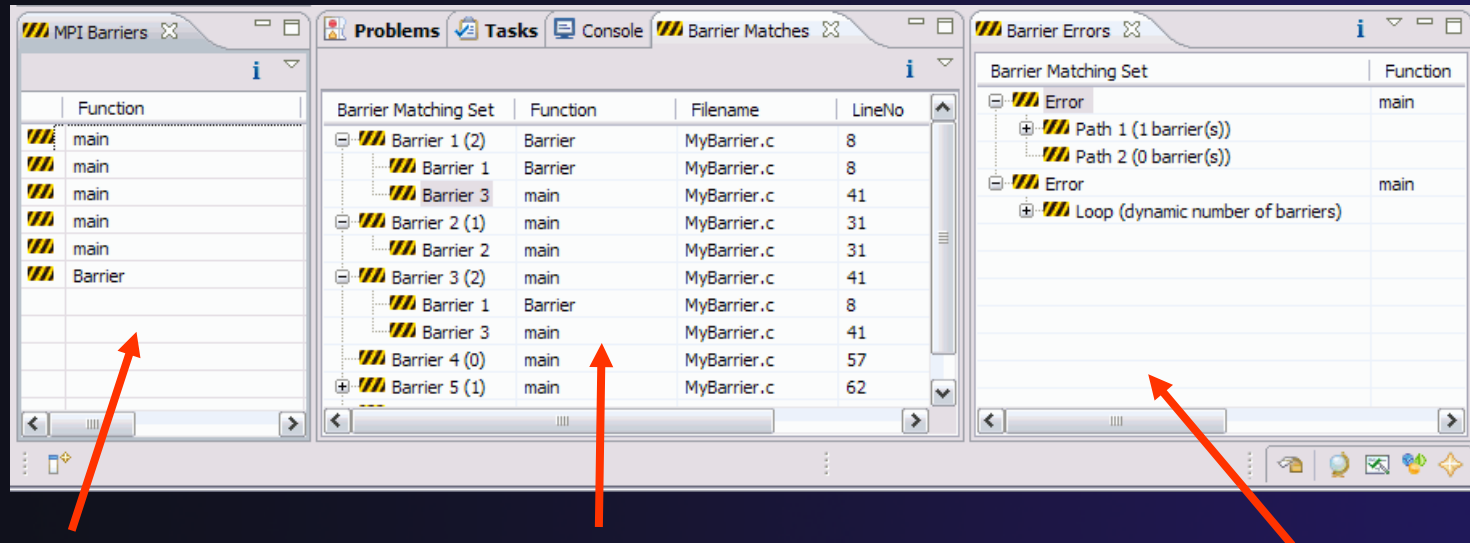 MPI Barriers
Function
main
main
main
main
main
Barrier
Problems Tasks Console Barrier Matches
i
Barrier Matching Set Function Filename LineNo
Barrier 1 (2) Barrier MyBarrier.c 8
Barrier 1 Barrier MyBarrier.c 8
Barrier 3 main MyBarrier.c 41
Barrier 2 (1) main MyBarrier.c 31
Barrier 2 main MyBarrier.c 31
Barrier 3 (2) main MyBarrier.c 41
Barrier 1 Barrier MyBarrier.c 8
Barrier 3 main MyBarrier.c 41
Barrier 4 (0) main MyBarrier.c 57
Barrier 5 (1) main MyBarrier.c 62
Barrier Errors
i
Barrier Matching Set Function
Error main
Path 1 (1 barrier(s))
Path 2 (0 barrier(s))
Error main
Loop (dynamic number of barriers)